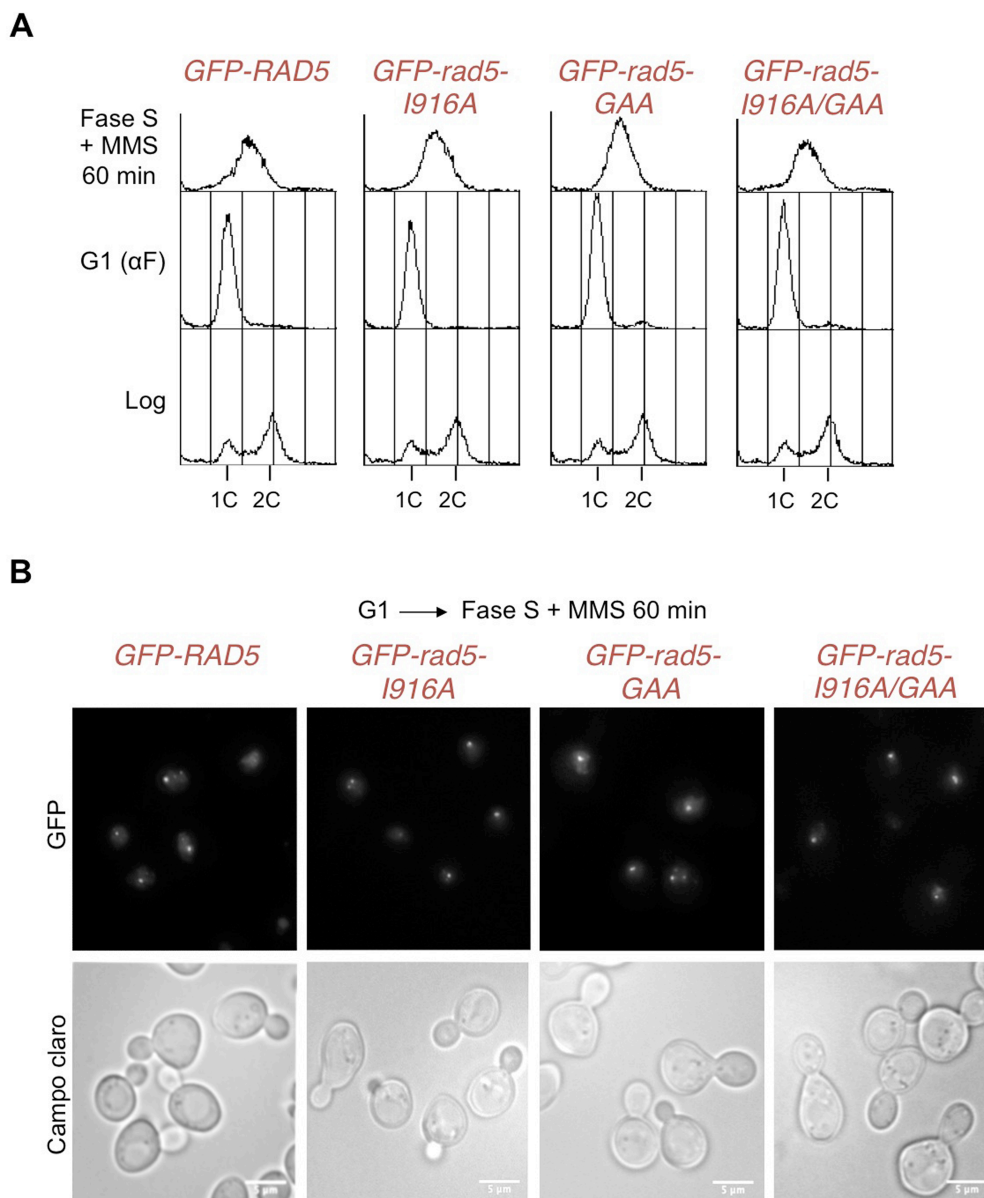 A
GFP-RAD5
GFP-rad5-
I916A
GFP-rad5-
GAA
GFP-rad5-
I916A/GAA
Fase S
+ MMS
60 min
G1 (αF)
Log
1C 2C
1C 2C
1C 2C
1C 2C
B
G1 → Fase S + MMS 60 min
GFP-RAD5
GFP-rad5-
I916A
GFP-rad5-
GAA
GFP-rad5-
I916A/GAA
GFP
Campo claro
5 µm
5 µm
5 µm
5 µm